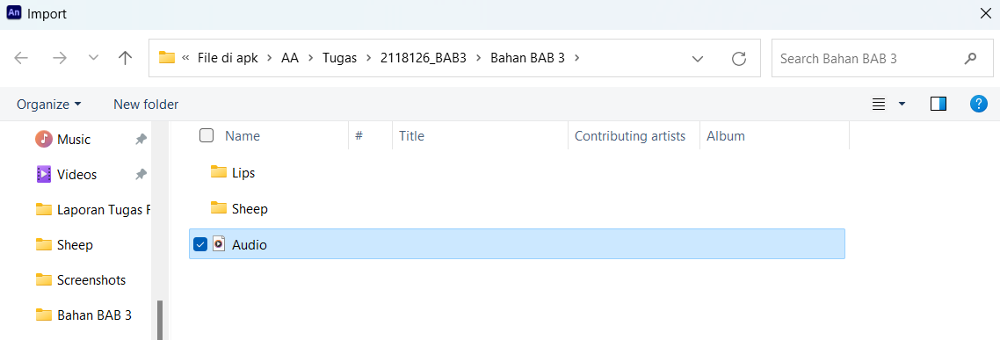 An Import
« File di apk > AA > Tugas > 2118126_BAB3 > Bahan BAB 3 >
Search Bahan BAB 3
Organize New folder ?
Music
Videos
Laporan Tugas F
Sheep
Screenshots
Bahan BAB 3
Name # Title Contributing artists Album
Lips
Sheep
Audio